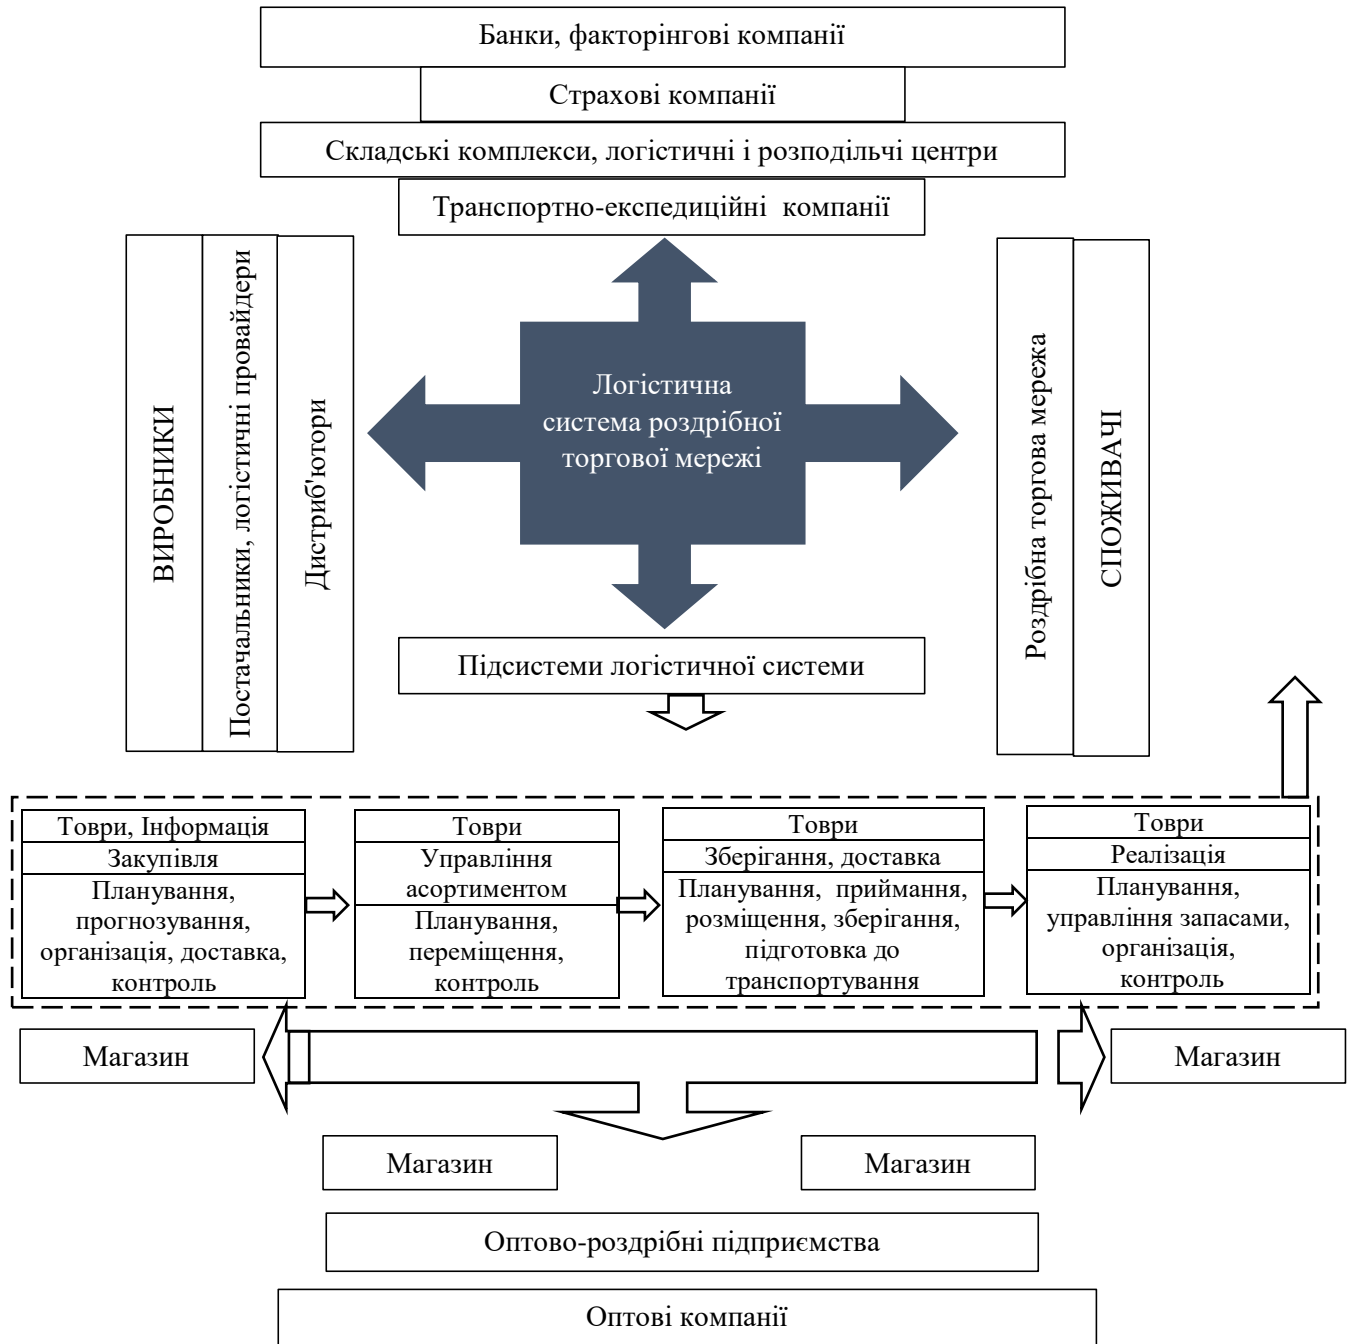 Банки, факторінгові компанії
Страхові компанії
Складські комплекси, логістичні і розподільчі центри
Транспортно-експедиційні компанії
ВИРОБНИКИ
Постачальники, логістичні провайдери
Дистриб'ютори
Логістична
система роздрібної
торгової мережі
Роздрібна торгова мережа
СПОЖИВАЧІ
Підсистеми логістичної системи
Товри, Інформація
Закупівля
Планування,
прогнозування,
організація, доставка,
контроль
Товри
Управління
асортиментом
Планування,
переміщення,
контроль
Товри
Зберігання, доставка
Планування, приймання,
розміщення, зберігання,
підготовка до
транспортування
Товри
Реалізація
Планування,
управління запасами,
організація,
контроль
Магазин
Магазин
Магазин
Магазин
Оптово-роздрібні підприємства
Оптові компанії